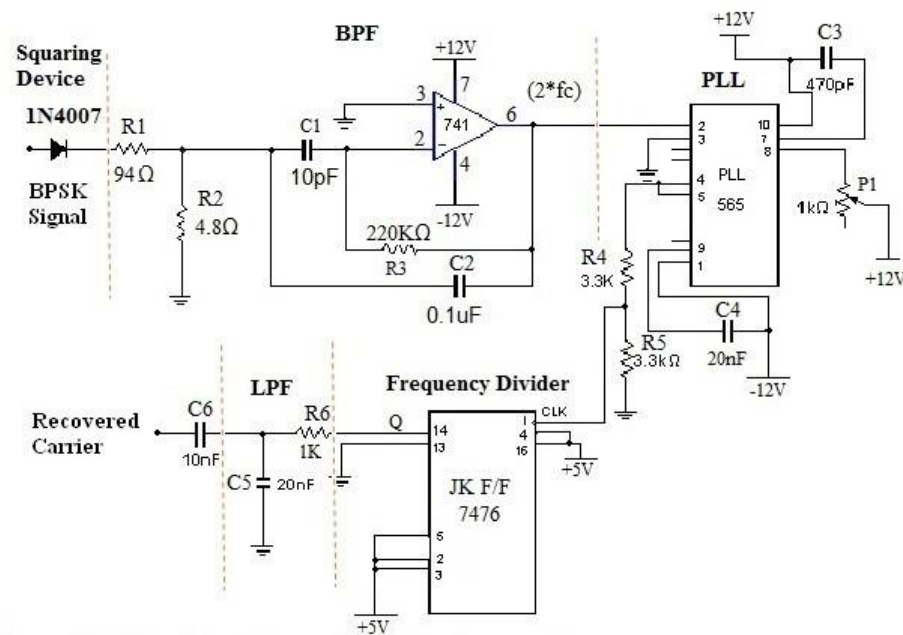 Squaring
Device
1N4007
BPSK
Signal
R1
94Ω
R2
4.8Ω
BPF
C1
10pF
+12V
3
7
+
741
6
2
-
4
-12V
(2*fc)
220KΩ
R3
C2
0.1uF
+12V
C3
470pF
PLL
2
3
4
5
9
1
10
7
8
PLL
565
P1
1kΩ
+12V
R4
3.3K
R5
3.3kΩ
C4
20nF
-12V
Recovered
Carrier
C6
10nF
LPF
R6
1K
C5
20nF
Frequency Divider
Q
14
13
1
CLK
4
16
+5V
JK F/F
7476
5
2
3
+5V